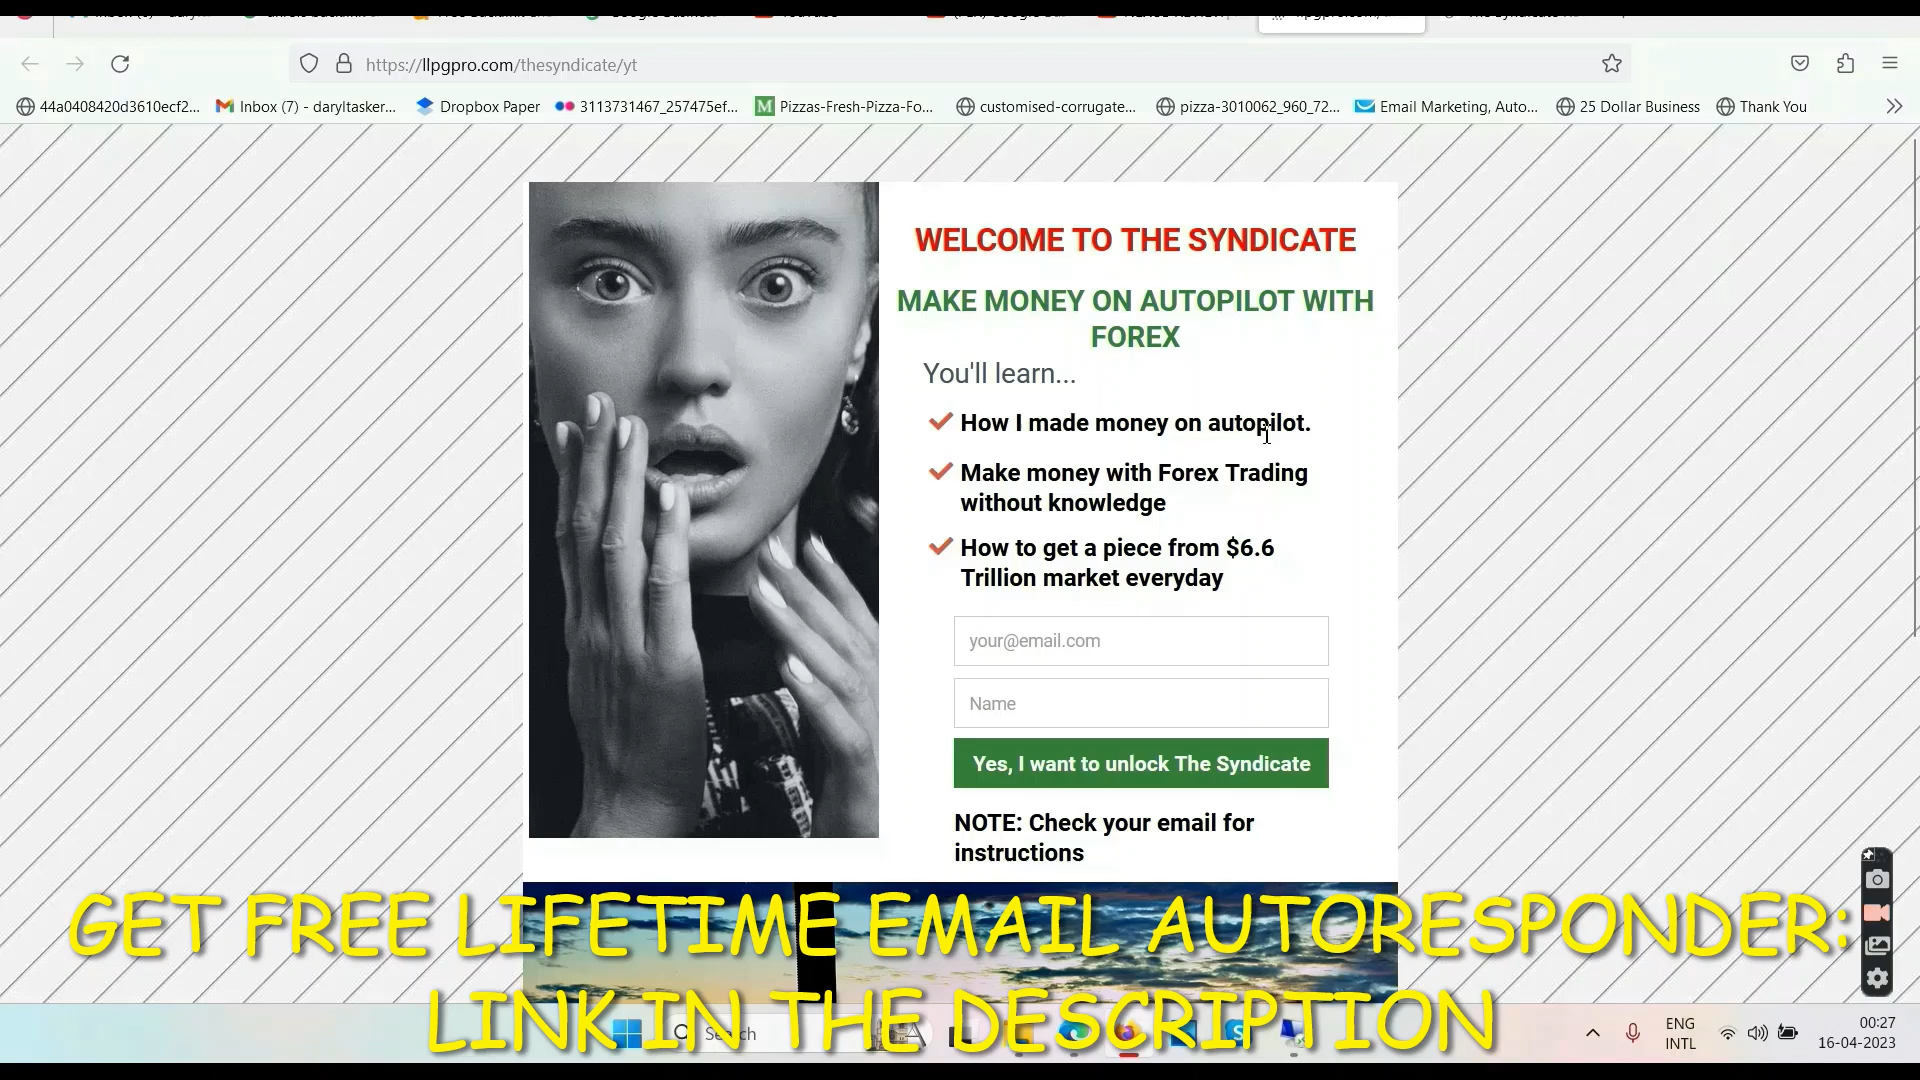 https://llpgpro.com/thesyndicate/yt
44a0408420d3610ecf2...
Inbox (7) - daryltasker...
Dropbox Paper
3113731467_257475ef...
Pizzas-Fresh-Pizza-Fo...
customised-corrugate...
pizza-3010062_960_72...
Email Marketing, Auto...
25 Dollar Business
Thank You
WELCOME TO THE SYNDICATE
MAKE MONEY ON AUTOPILOT WITH
FOREX
You'll learn...
How I made money on autopilot.
Make money with Forex Trading
without knowledge
How to get a piece from $6.6
Trillion market everyday
your@email.com
Name
Yes, I want to unlock The Syndicate
NOTE: Check your email for
instructions
GET FREE LIFETIME EMAIL AUTORESPONDER:
LINK IN THE DESCRIPTION
Search
ENG
INTL
00:27
16-04-2023